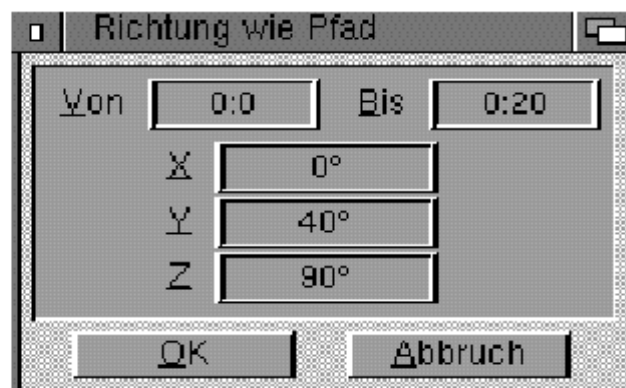 Richtung wie Pfad
Von 0:0 Bis 0:20
X 0°
Y 40°
Z 90°
OK Abbruch